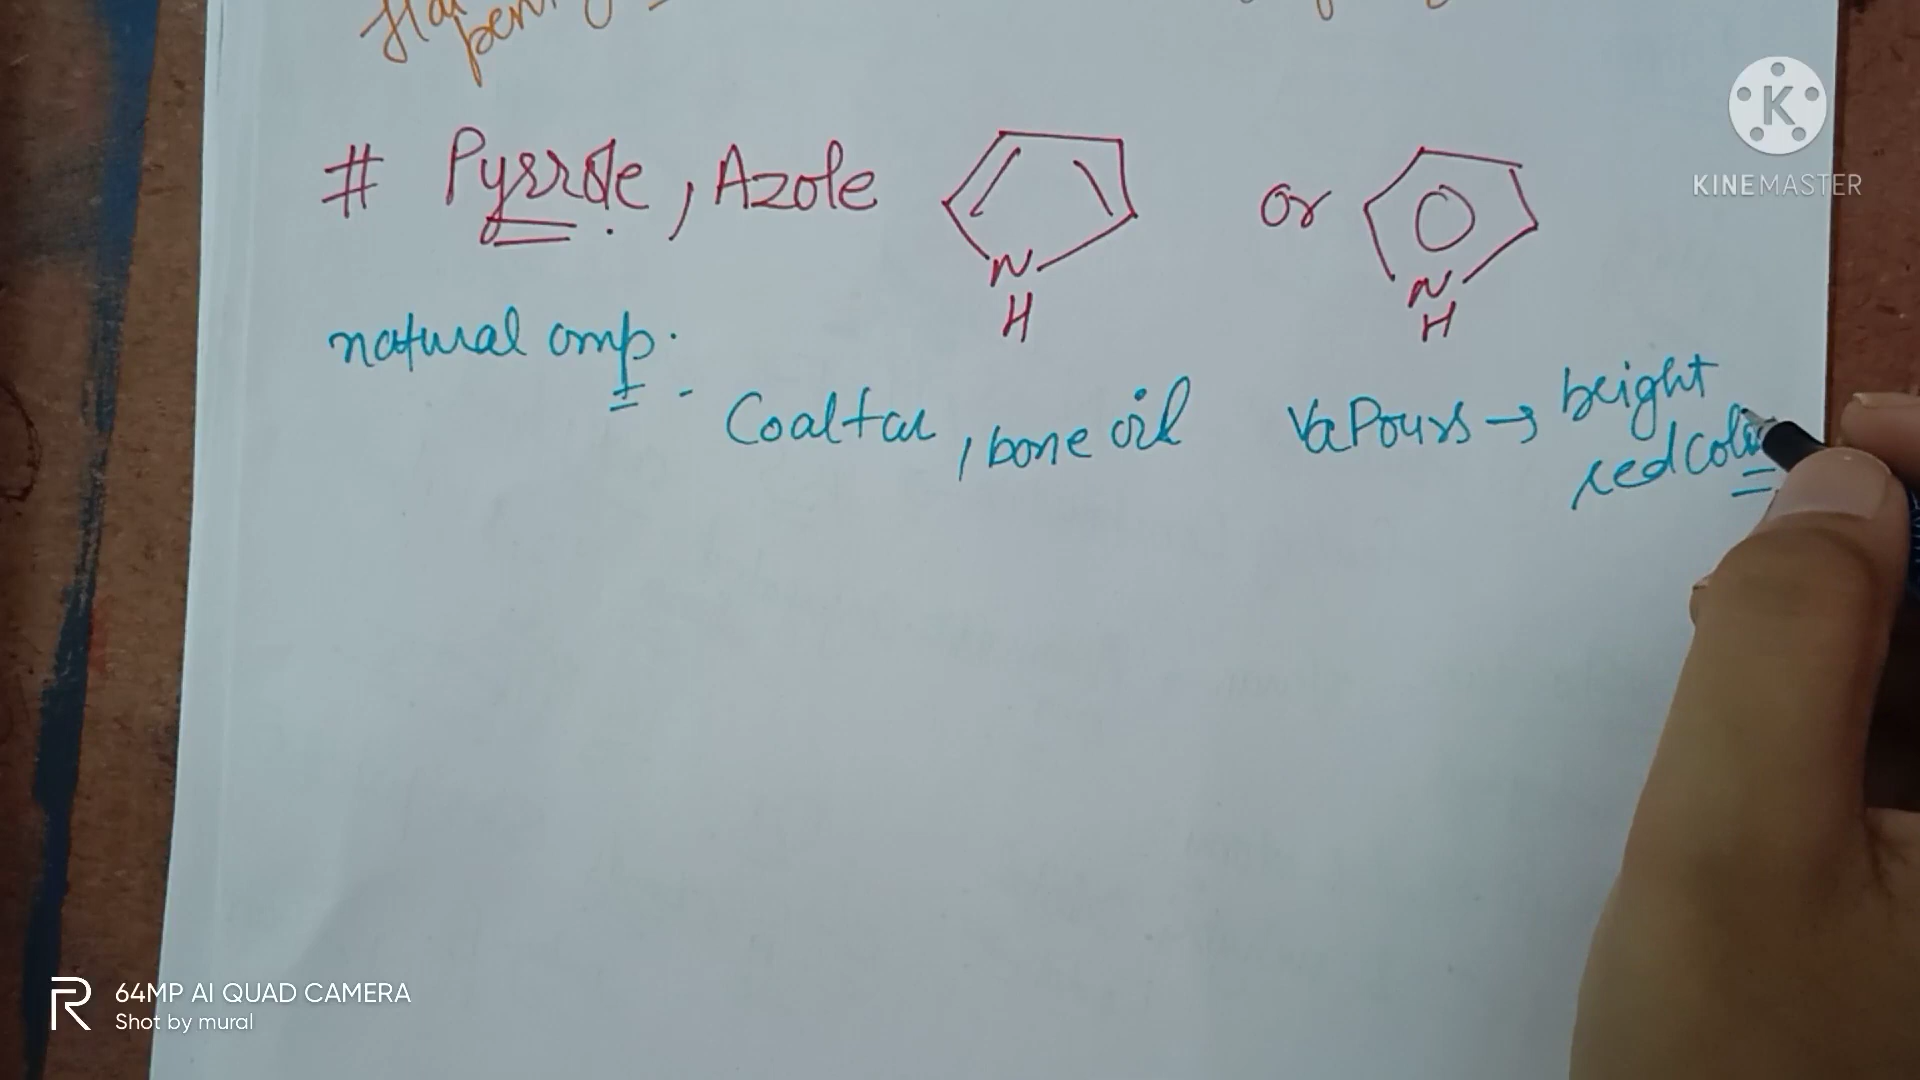 # Pyrrole, Azole or
N N
H H
natural comp.
- Coaltar, bone oil Vapours → bright
red colo
KINEMASTER
64MP AI QUAD CAMERA
Shot by mural